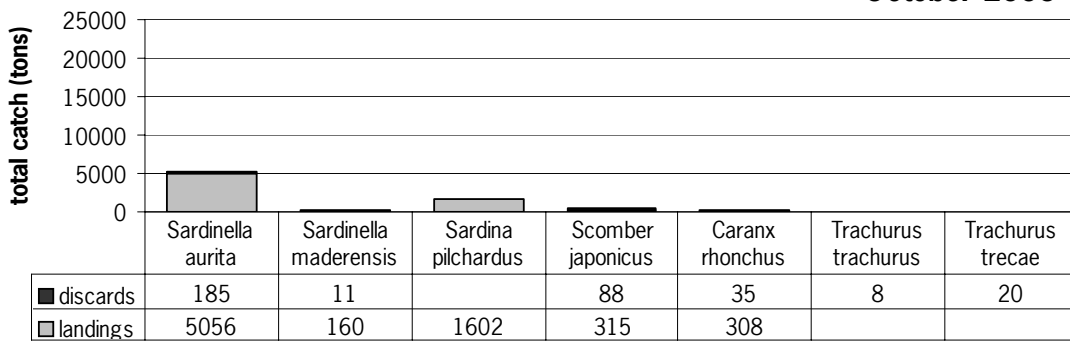 25000
20000
15000
10000
5000
0
total catch (tons)
Sardinella aurita
Sardinella maderensis
Sardina pilchardus
Scomber japonicus
Caranx rhonchus
Trachurus trachurus
Trachurus trecae
discards 185 11 88 35 8 20
landings 5056 160 1602 315 308